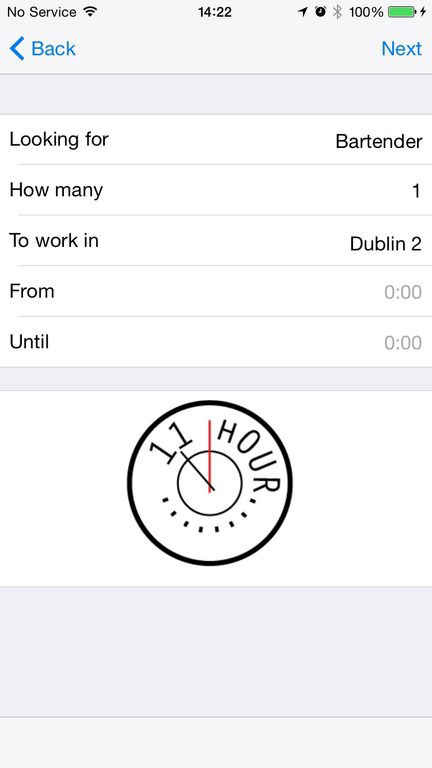 No Service 14:22 100%
Back Next
Looking for Bartender
How many 1
To work in Dublin 2
From 0:00
Until 0:00
11 HOUR